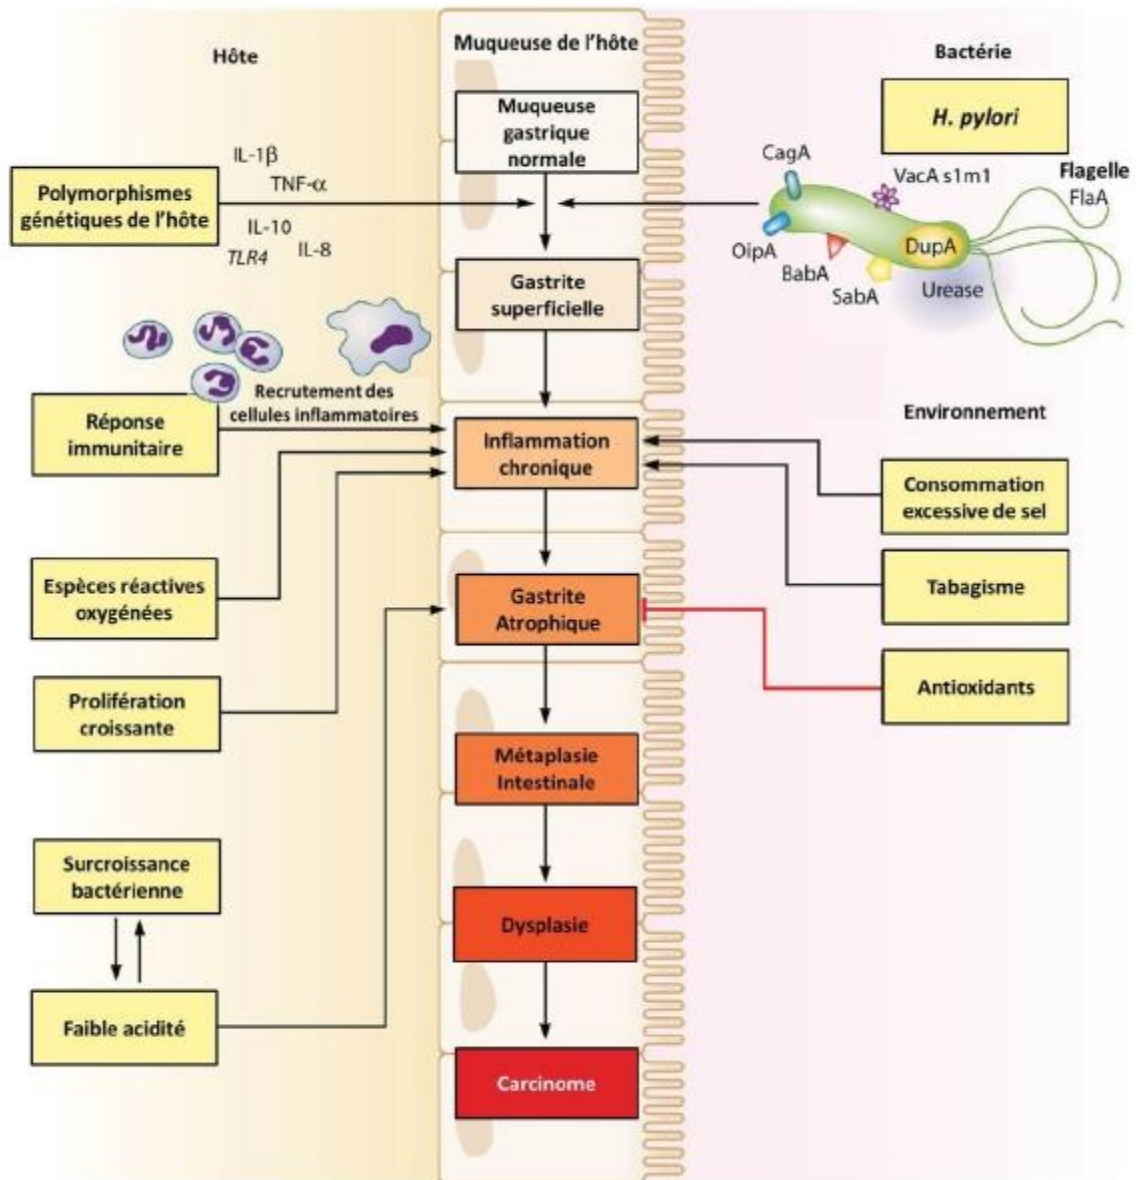 Hôte
Muqueuse de l'hôte
Bactérie
Muqueuse
gastrique
normale
H. pylori
IL-1β
TNF-α
Polymorphismes
génétiques de l'hôte
IL-10
TLR4
IL-8
CagA
VacA s1m1
Flagelle
FlaA
OipA
BabA
SabA
DupA
Urease
Gastrite
superficielle
Recrutement des
cellules inflammatoires
Réponse
immunitaire
Inflammation
chronique
Environnement
Consommation
excessive de sel
Espèces réactives
oxygénées
Gastrite
Atrophique
Tabagisme
Prolifération
croissante
Antioxidants
Métaplasie
Intestinale
Surcroissance
bactérienne
Dysplasie
Faible acidité
Carcinome